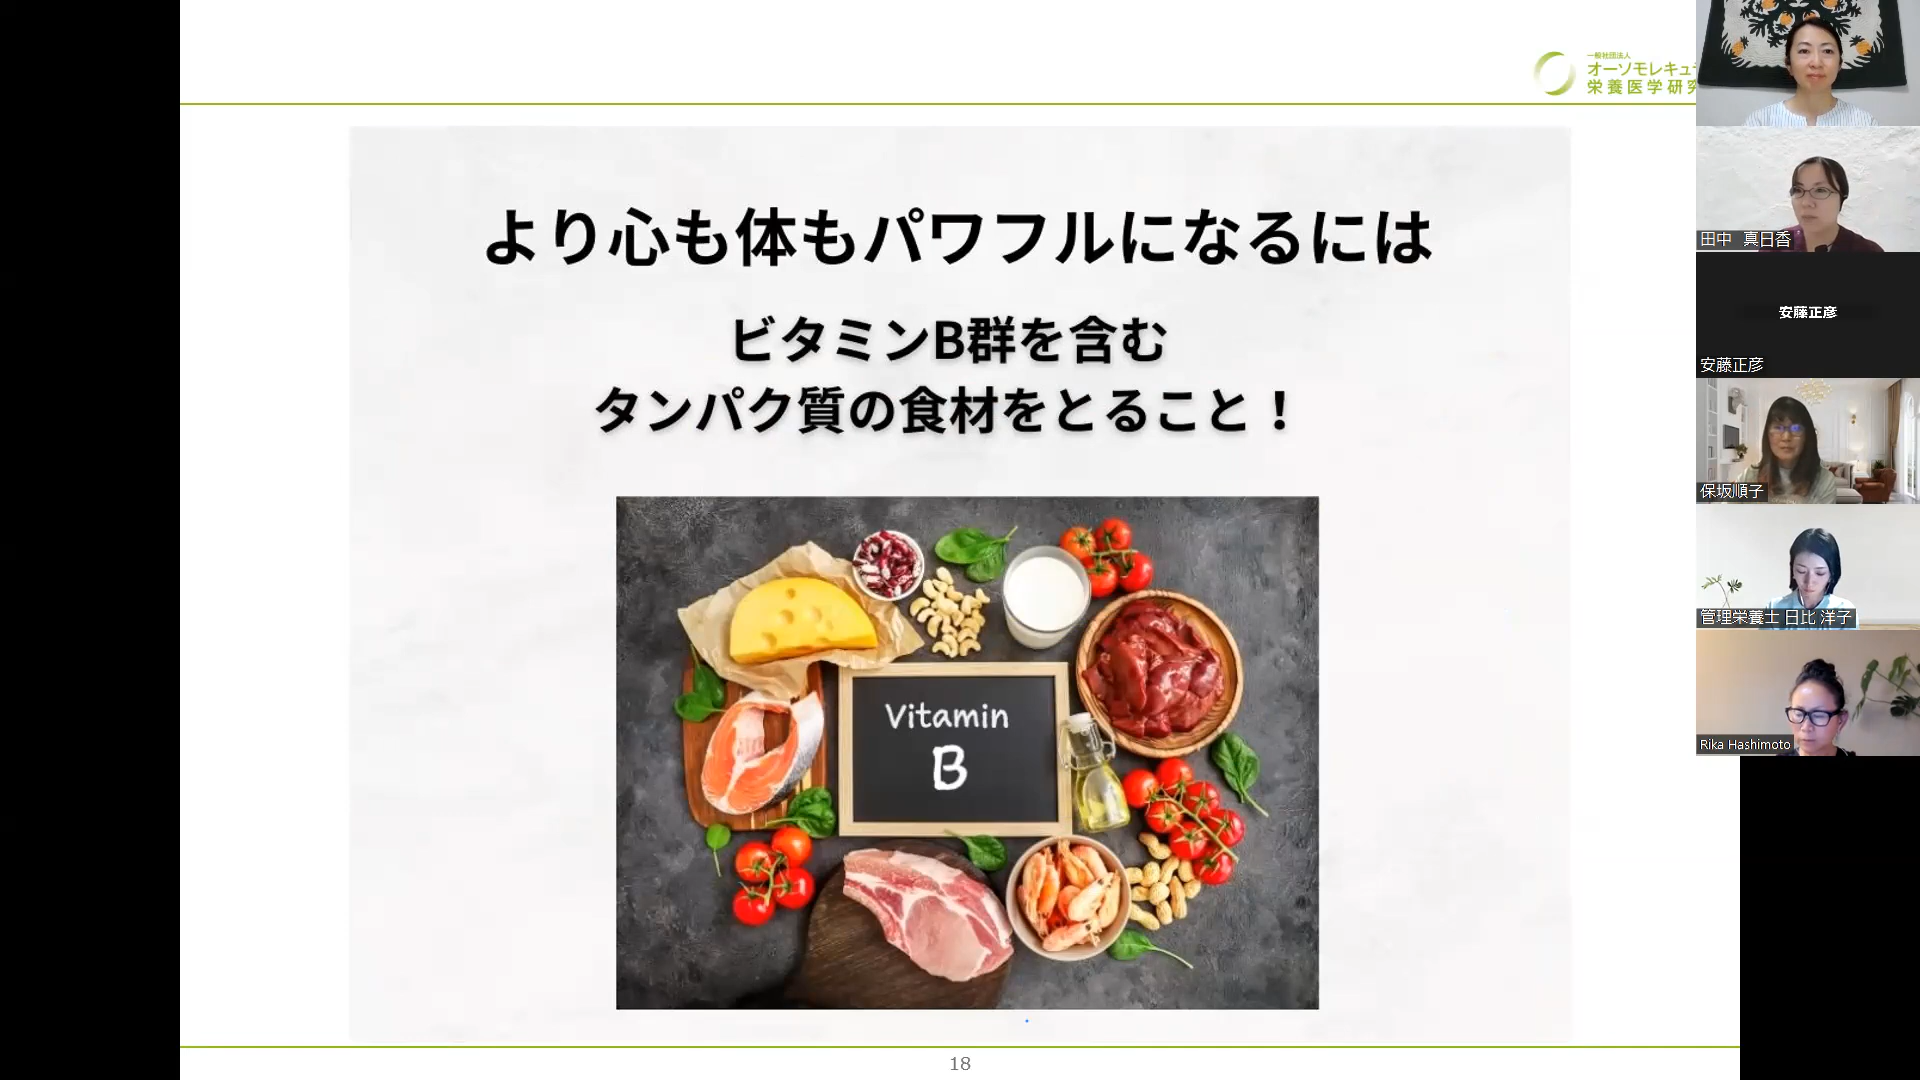 一般社団法人
オーソモレキュ
栄養医学研究
より心も体もパワフルになるには
ビタミンB群を含む
タンパク質の食材をとること！
Vitamin
B
18
田中 真日香
安藤正彦
安藤正彦
保坂順子
管理栄養士 日比 洋子
Rika Hashimoto